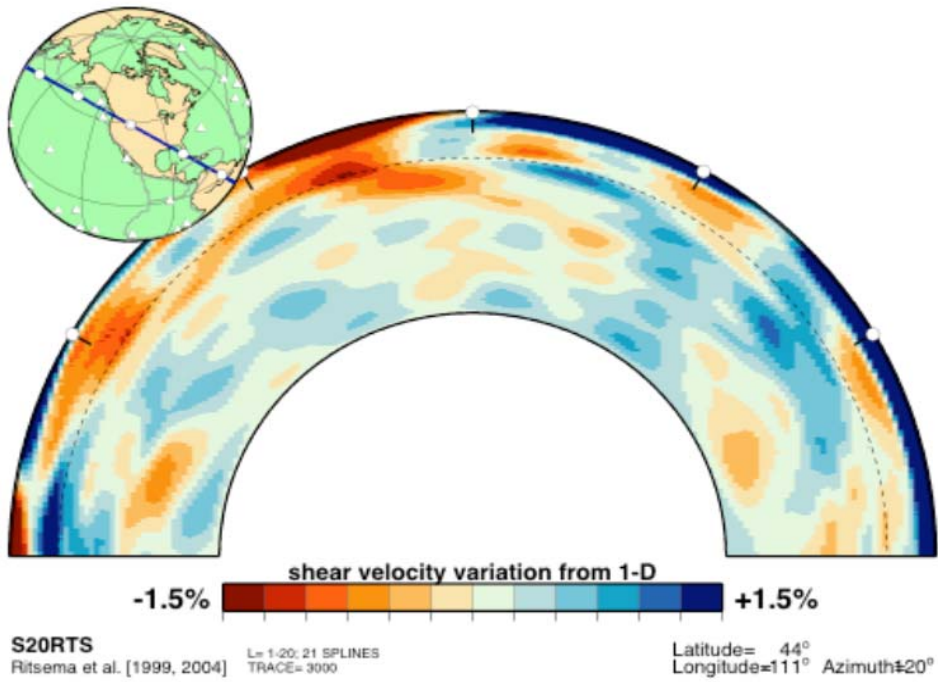 shear velocity variation from 1-D
-1.5% +1.5%
S20RTS
Ritsema et al. [1999, 2004]
L= 1-20; 21 SPLINES
TRACE= 3000
Latitude= 44°
Longitude=-111° Azimuth=120°